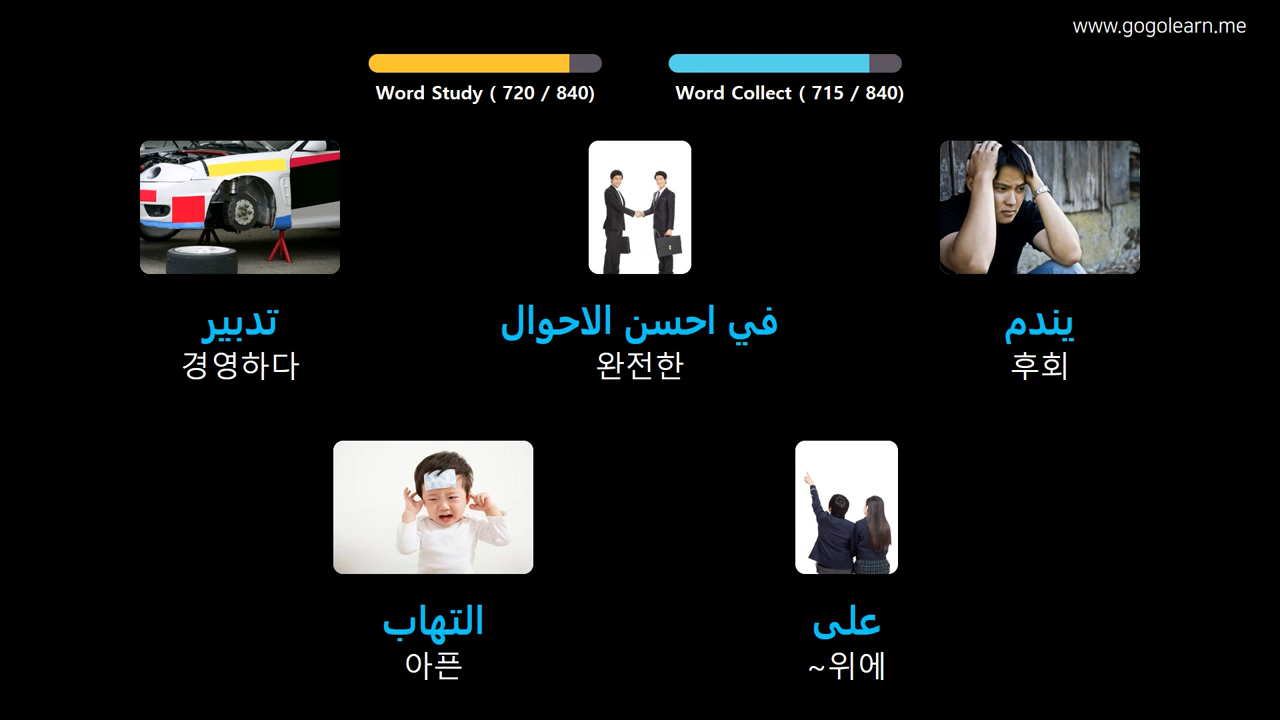 www.gogolearn.me
Word Study ( 720 / 840)
Word Collect ( 715 / 840)
تدبير
경영하다
في احسن الاحوال
완전한
يندم
후회
التهاب
아픈
على
~위에